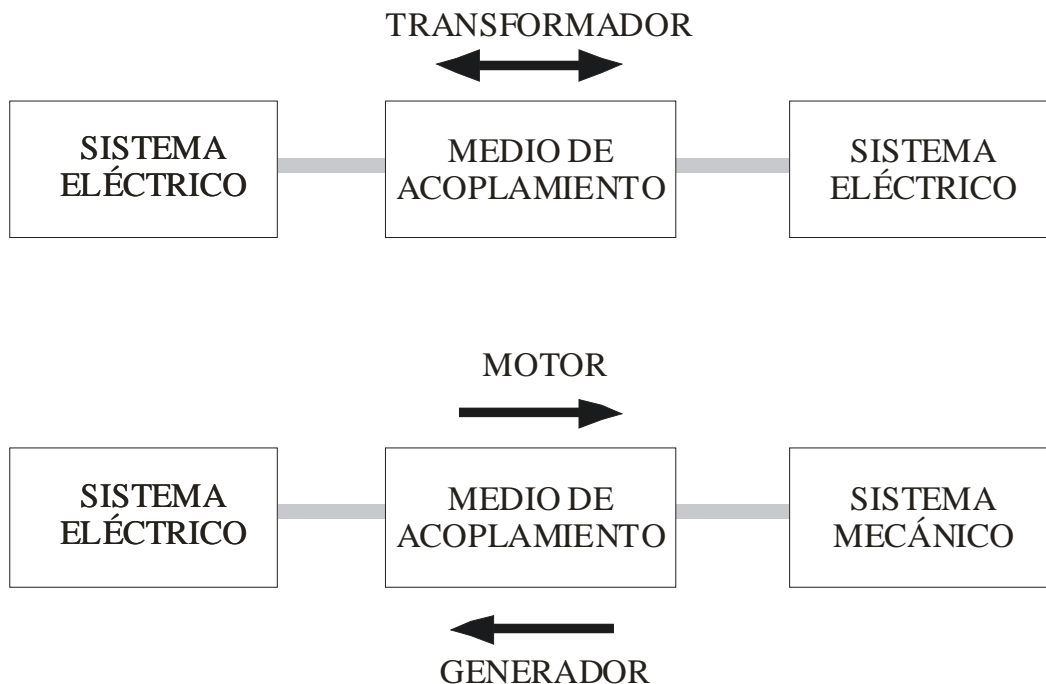 TRANSFORMADOR
SISTEMA
ELÉCTRICO
MEDIO DE
ACOPLAMIENTO
SISTEMA
ELÉCTRICO
MOTOR
SISTEMA
ELÉCTRICO
MEDIO DE
ACOPLAMIENTO
SISTEMA
MECÁNICO
GENERADOR